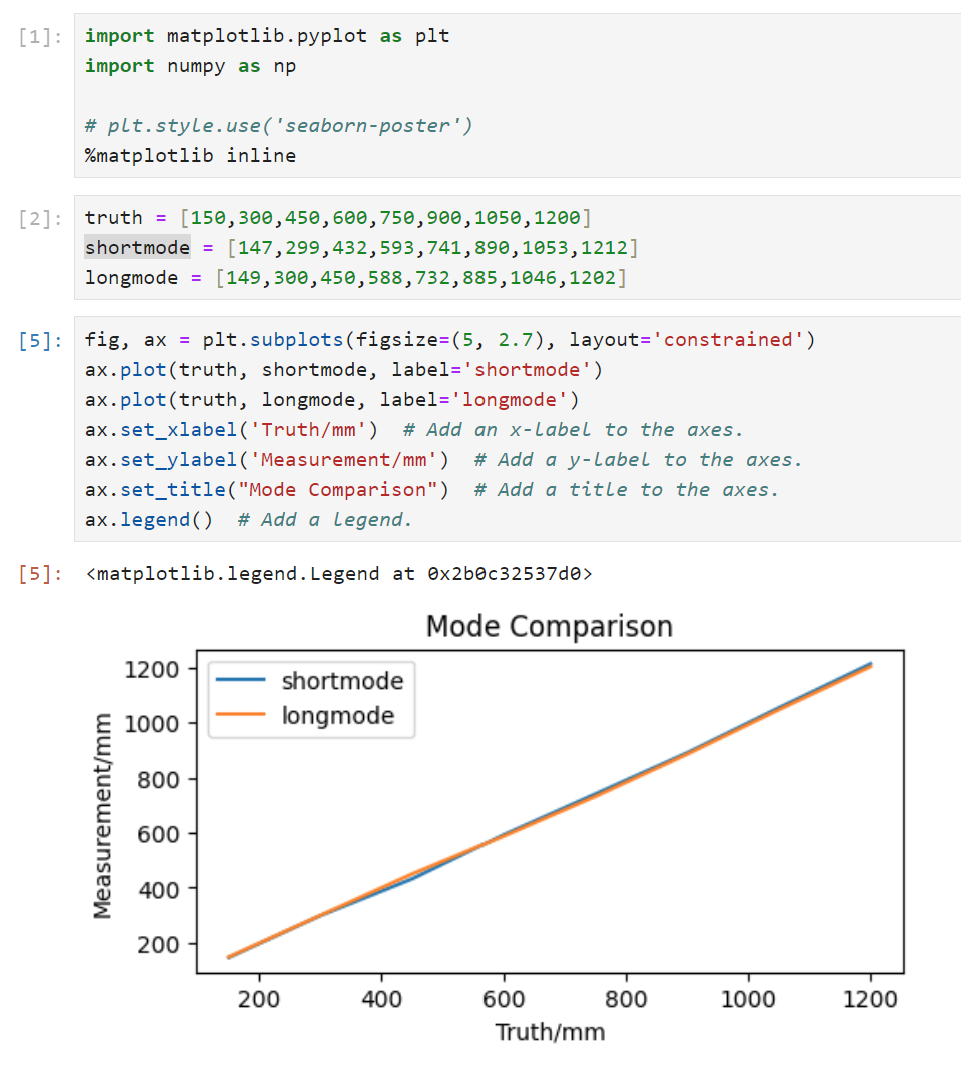 [1]: import matplotlib.pyplot as plt
import numpy as np
# plt.style.use('seaborn-poster')
%matplotlib inline
[2]: truth = [150,300,450,600,750,900,1050,1200]
shortmode = [147,299,432,593,741,890,1053,1212]
longmode = [149,300,450,588,732,885,1046,1202]
[5]: fig, ax = plt.subplots(figsize=(5, 2.7), layout='constrained')
ax.plot(truth, shortmode, label='shortmode')
ax.plot(truth, longmode, label='longmode')
ax.set_xlabel('Truth/mm')  # Add an x-label to the axes.
ax.set_ylabel('Measurement/mm')  # Add a y-label to the axes.
ax.set_title("Mode Comparison")  # Add a title to the axes.
ax.legend()  # Add a legend.
[5]: <matplotlib.legend.Legend at 0x2b0c32537d0>
Mode Comparison
shortmode
longmode
Measurement/mm
1200
1000
800
600
400
200
200 400 600 800 1000 1200
Truth/mm